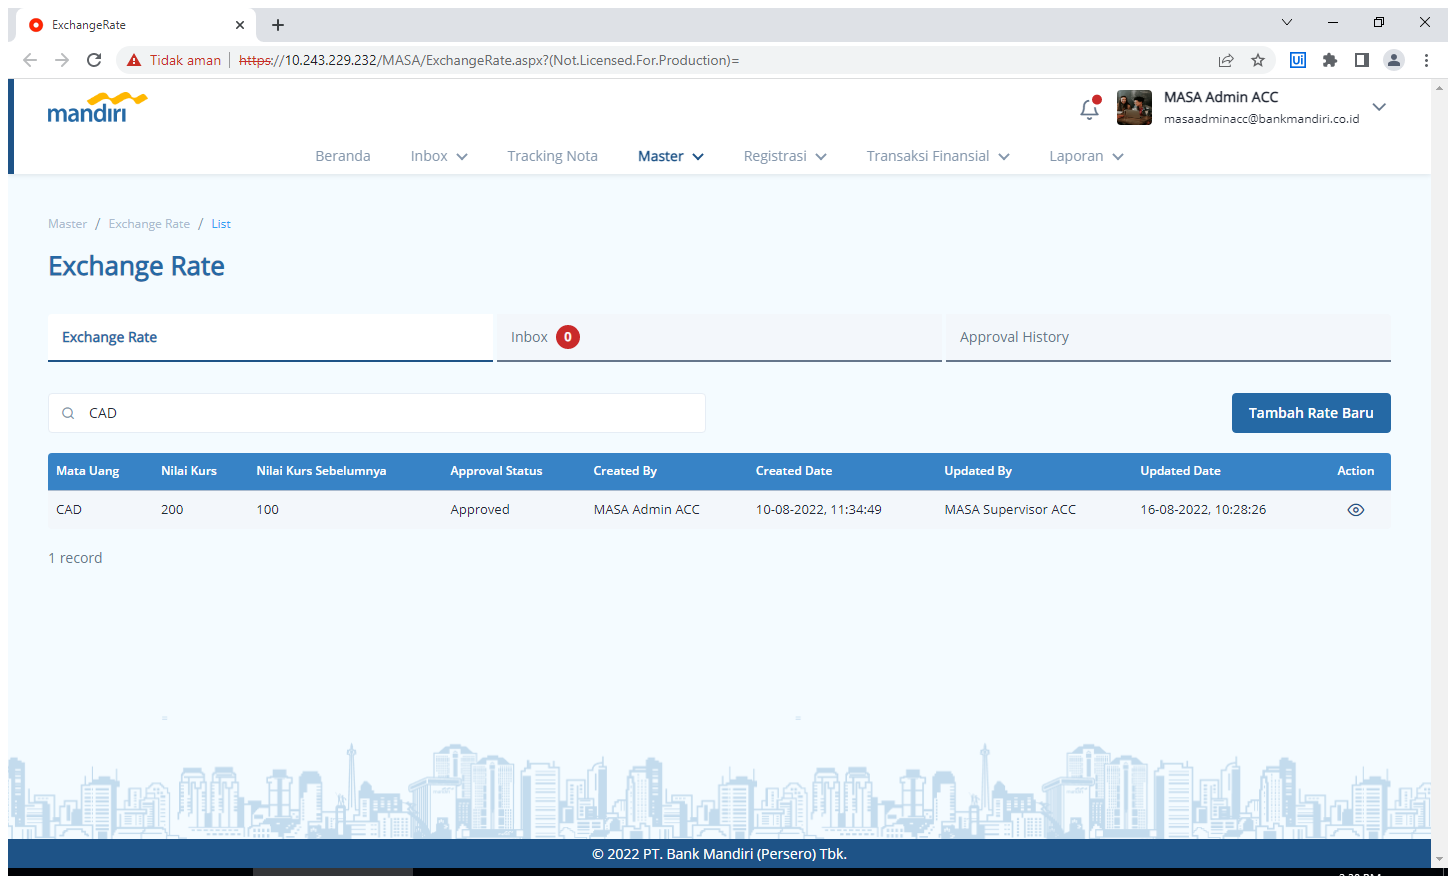 ExchangeRate
Tidak aman https://10.243.229.232/MASA/ExchangeRate.aspx?(Not.Licensed.For.Production)=
Ui
mandiri
MASA Admin ACC
masaadminacc@bankmandiri.co.id
Beranda Inbox Tracking Nota Master Registrasi Transaksi Finansial Laporan
Master / Exchange Rate / List
Exchange Rate
Exchange Rate Inbox 0 Approval History
CAD Tambah Rate Baru
Mata Uang Nilai Kurs Nilai Kurs Sebelumnya Approval Status Created By Created Date Updated By Updated Date Action
CAD 200 100 Approved MASA Admin ACC 10-08-2022, 11:34:49 MASA Supervisor ACC 16-08-2022, 10:28:26
1 record
© 2022 PT. Bank Mandiri (Persero) Tbk.